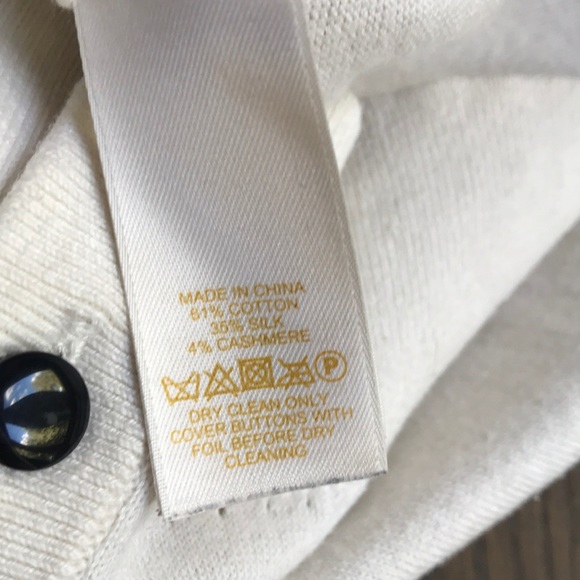 MADE IN CHINA
61% COTTON
35% SILK
4% CASHMERE
P
DRY CLEAN ONLY
COVER BUTTONS WITH
FOIL BEFORE DRY
CLEANING